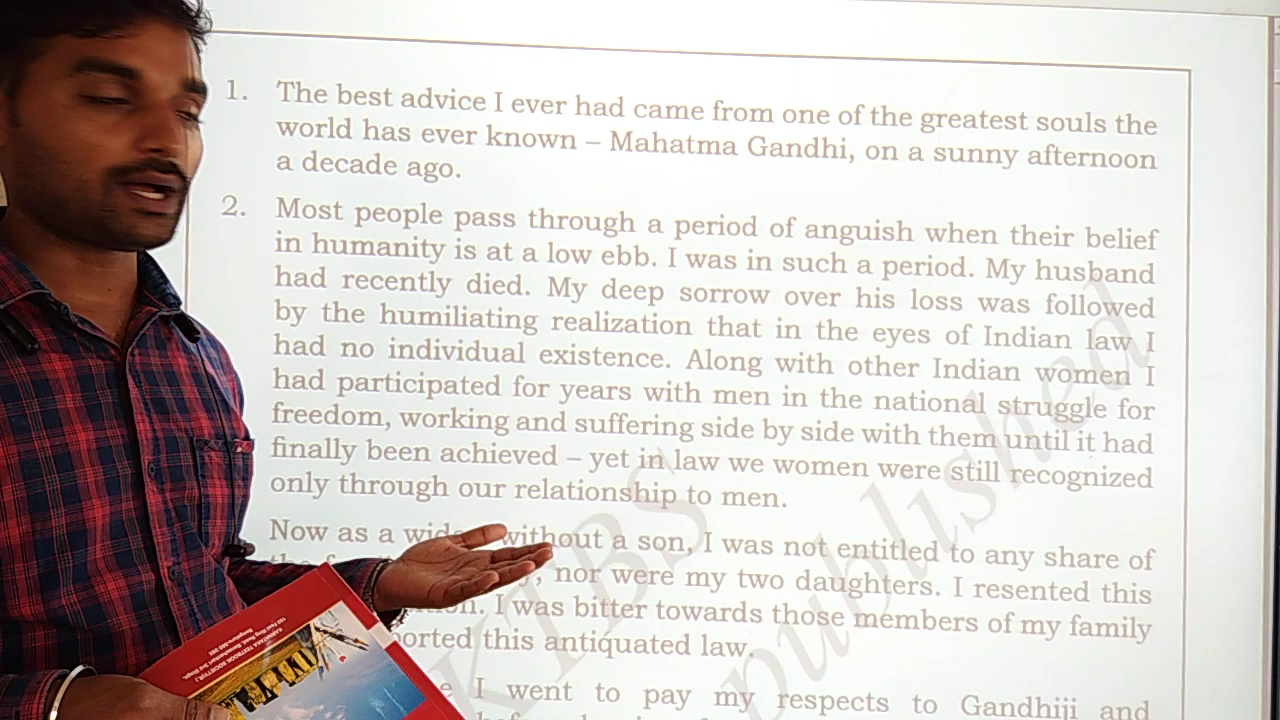 1. The best advice I ever had came from one of the greatest souls the
world has ever known – Mahatma Gandhi, on a sunny afternoon
a decade ago.
2. Most people pass through a period of anguish when their belief
in humanity is at a low ebb. I was in such a period. My husband
had recently died. My deep sorrow over his loss was followed
by the humiliating realization that in the eyes of Indian law I
had no individual existence. Along with other Indian women I
had participated for years with men in the national struggle for
freedom, working and suffering side by side with them until it had
finally been achieved – yet in law we women were still recognized
only through our relationship to men.
Now as a without a son, I was not entitled to any share of
nor were my two daughters. I resented this
I was bitter towards those members of my family
this antiquated law.
I went to pay my respects to Gandhiji and
KTBS
published
KARNATAKA TEXTBOOK SOCIETY(R.)